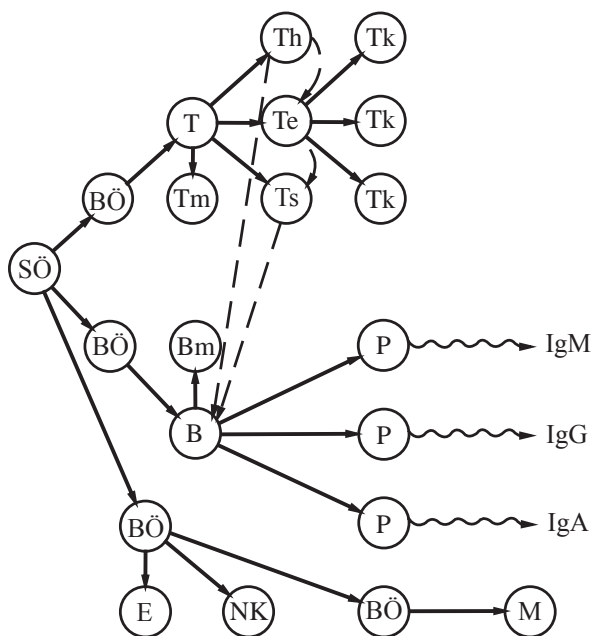 Th Tk
T Te Tk
BÖ Tm Ts Tk
SÖ
BÖ Bm P IgM
B P IgG
BÖ P IgA
E NK BÖ M